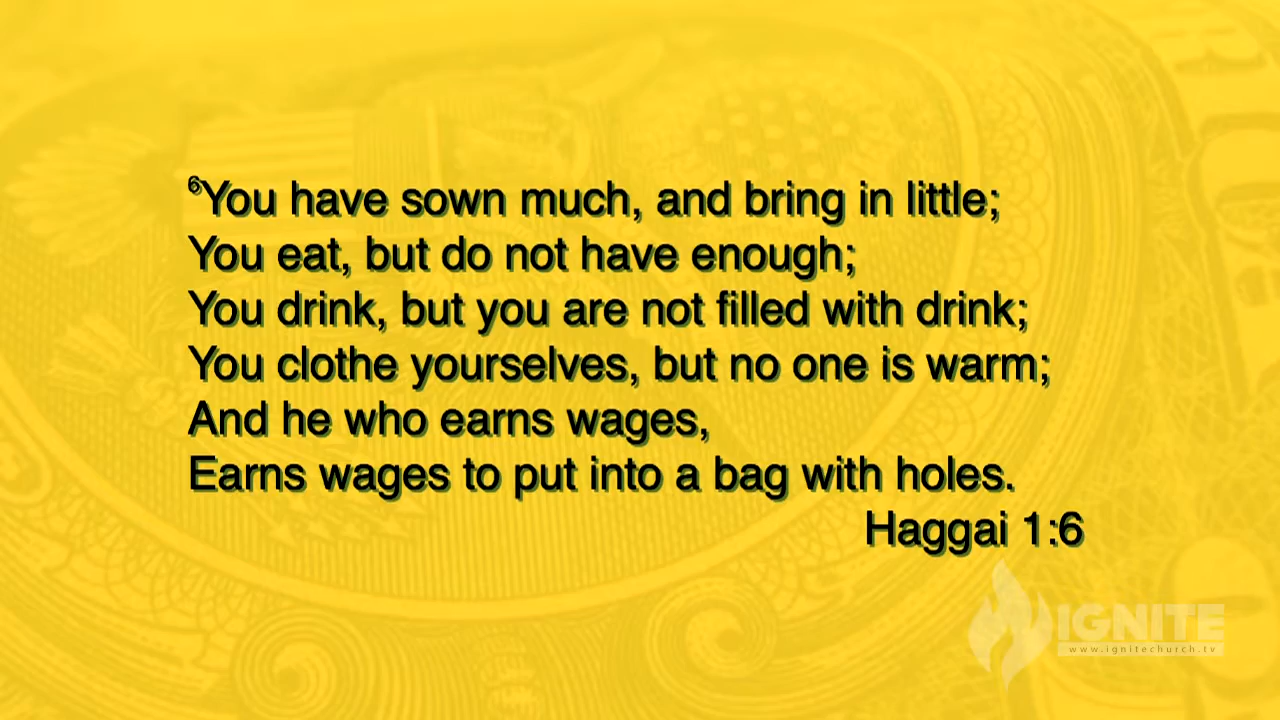 ⁶You have sown much, and bring in little;
You eat, but do not have enough;
You drink, but you are not filled with drink;
You clothe yourselves, but no one is warm;
And he who earns wages,
Earns wages to put into a bag with holes.
Haggai 1:6
IGNITE
www.ignitechurch.tv